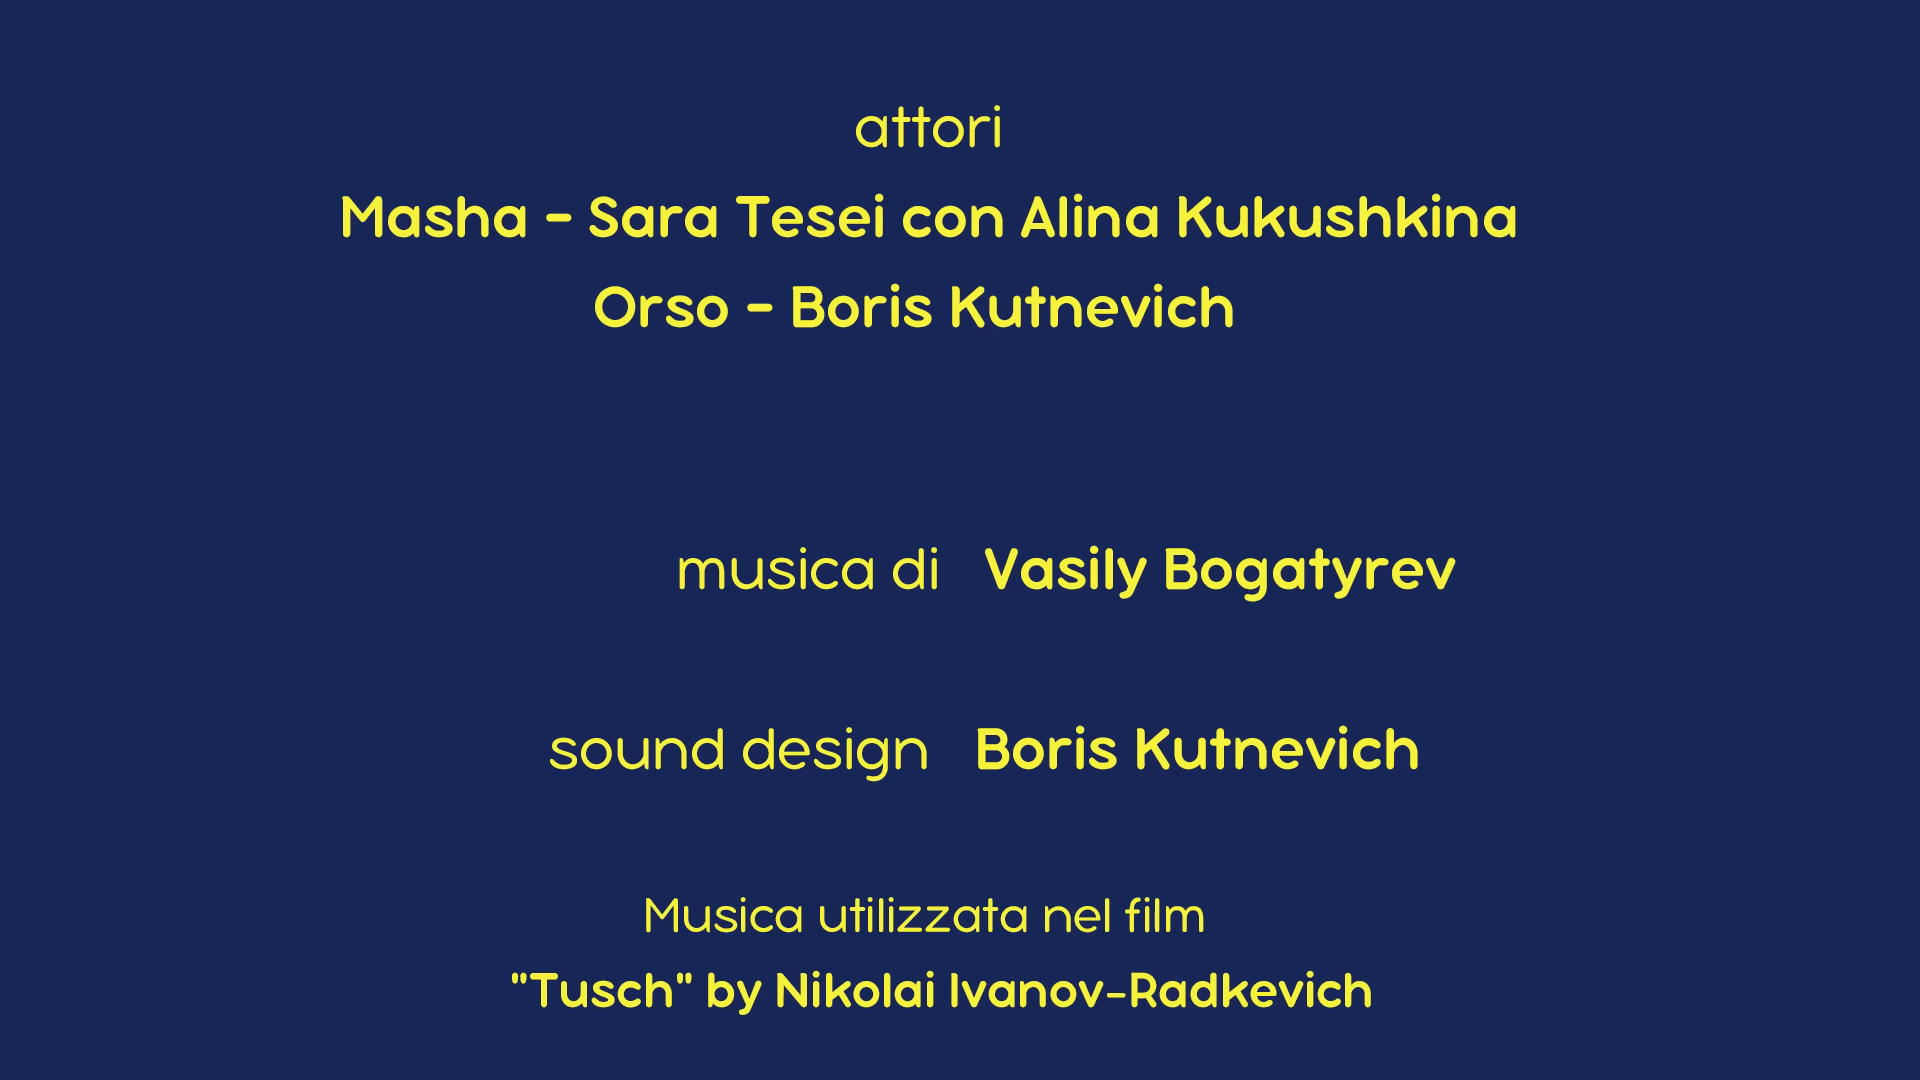 attori
Masha - Sara Tesei con Alina Kukushkina
Orso - Boris Kutnevich
musica di Vasily Bogatyrev
sound design Boris Kutnevich
Musica utilizzata nel film
"Tusch" by Nikolai Ivanov-Radkevich